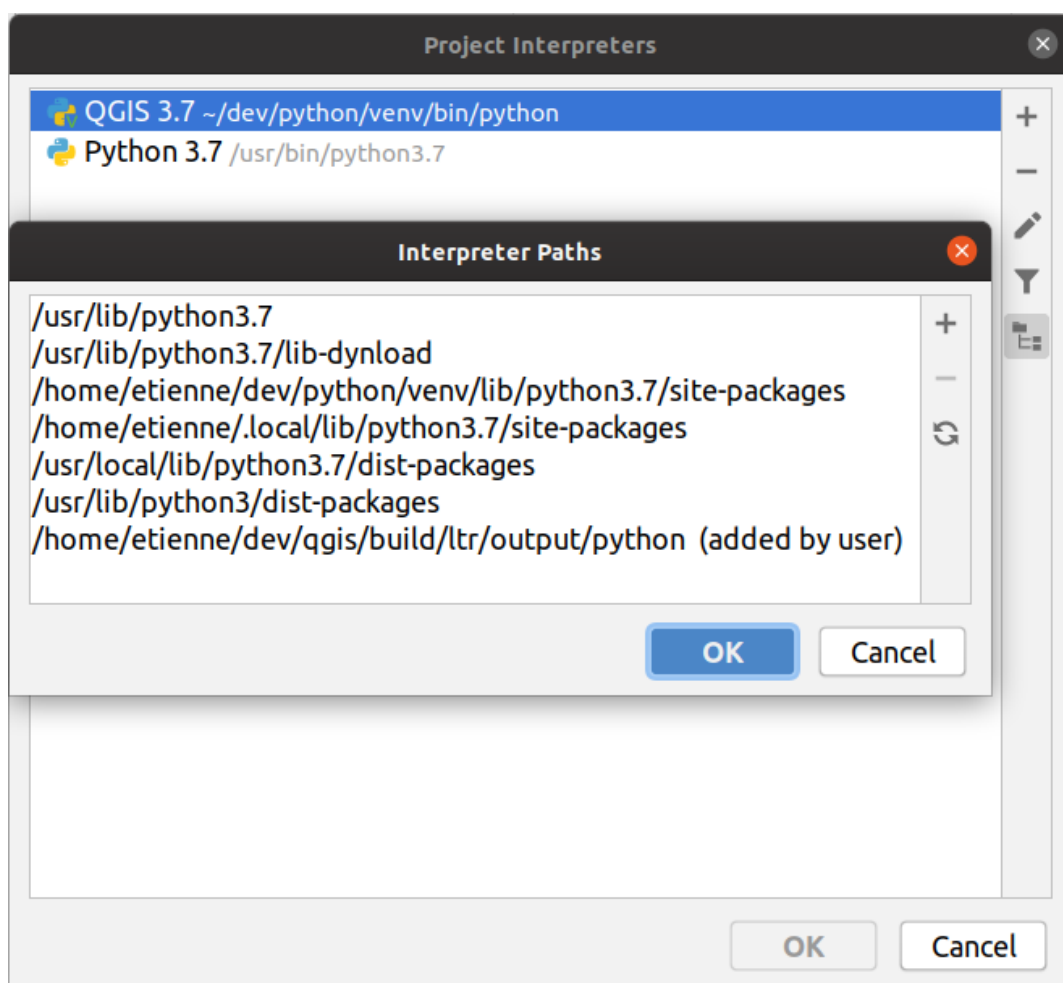 Project Interpreters
QGIS 3.7 ~/dev/python/venv/bin/python
Python 3.7 /usr/bin/python3.7
Interpreter Paths
/usr/lib/python3.7
/usr/lib/python3.7/lib-dynload
/home/etienne/dev/python/venv/lib/python3.7/site-packages
/home/etienne/.local/lib/python3.7/site-packages
/usr/local/lib/python3.7/dist-packages
/usr/lib/python3/dist-packages
/home/etienne/dev/qgis/build/ltr/output/python (added by user)
OK Cancel
OK Cancel